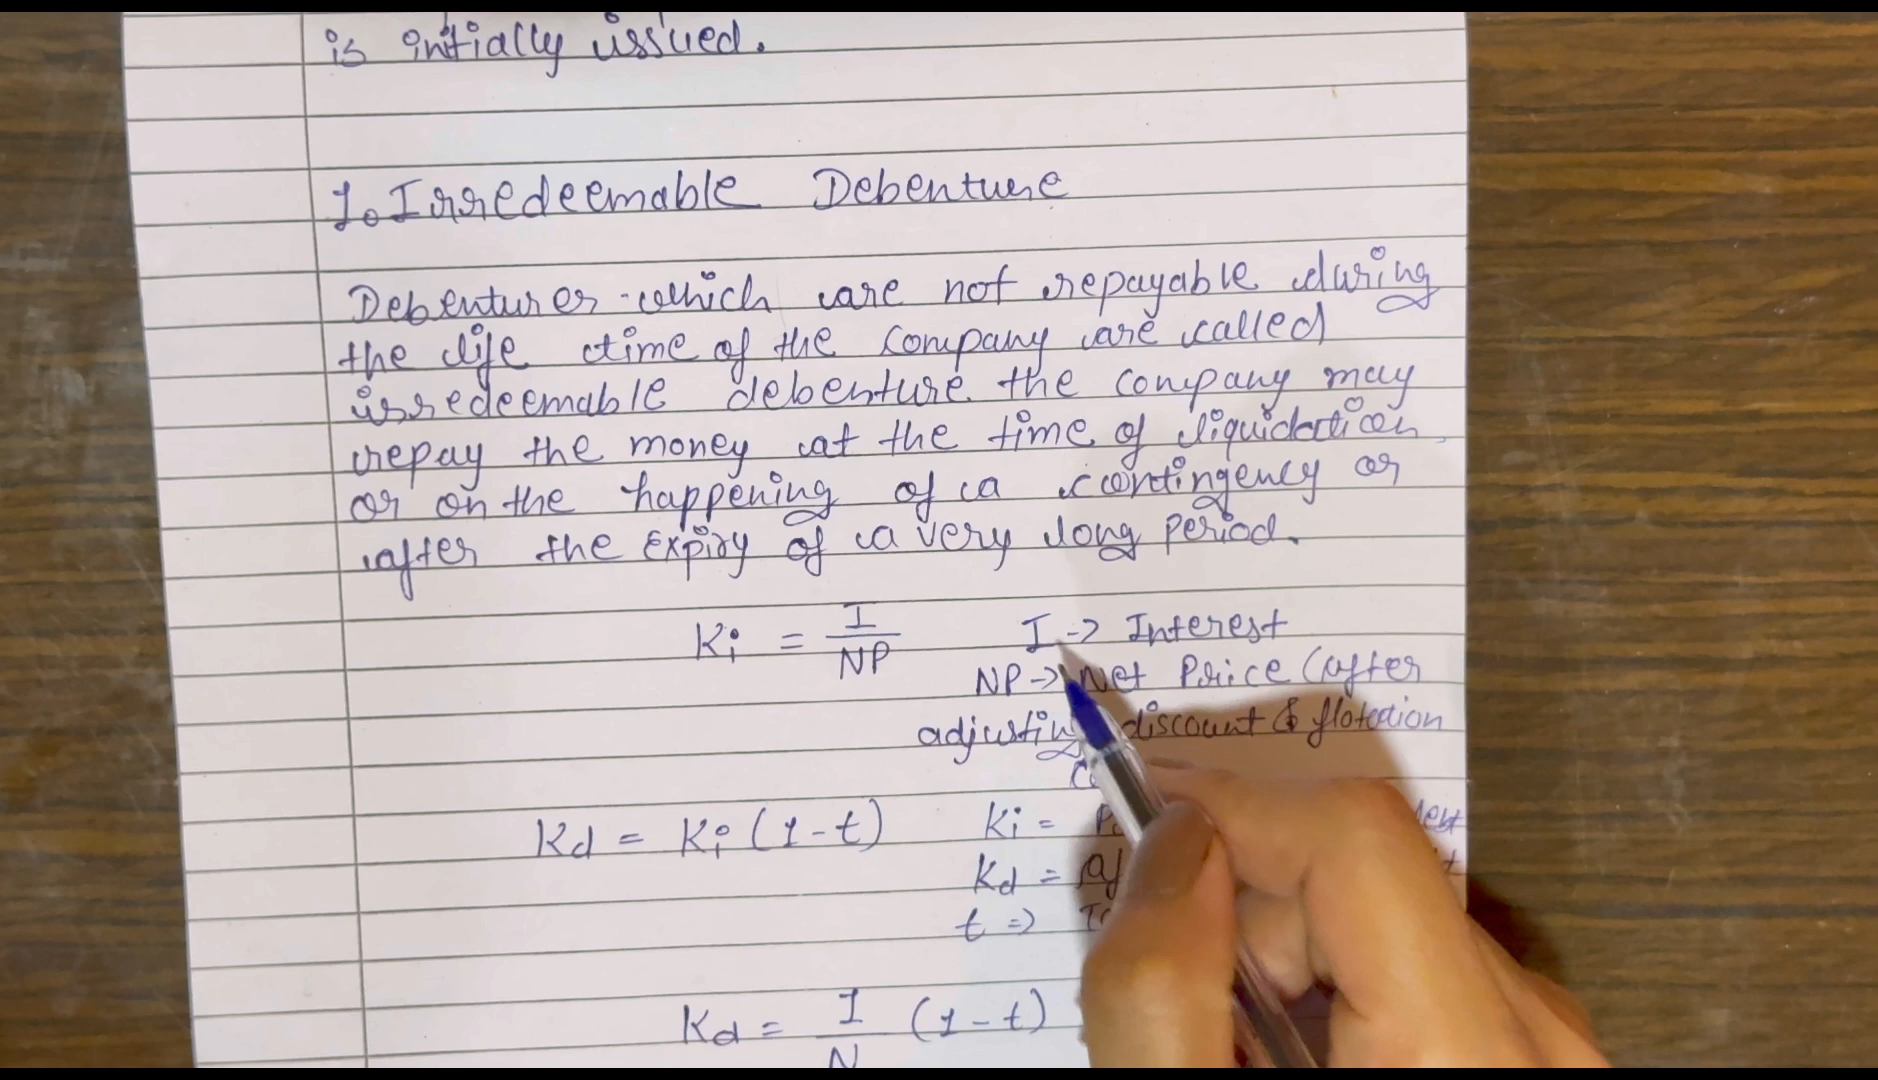 is initially issued.
1. Irredeemable Debenture
Debentures which are not repayable during
the life time of the company are called
irredeemable debenture. the company may
repay the money at the time of liquidation
or on the happening of a contingency or
after the expiry of a very long period.
Ki = I / NP
I → Interest
NP → Net Price (after
adjusting discount & flotation
Kd = Ki (1-t)
Ki =
Kd =
t ⇒
Kd = I / N (1-t)